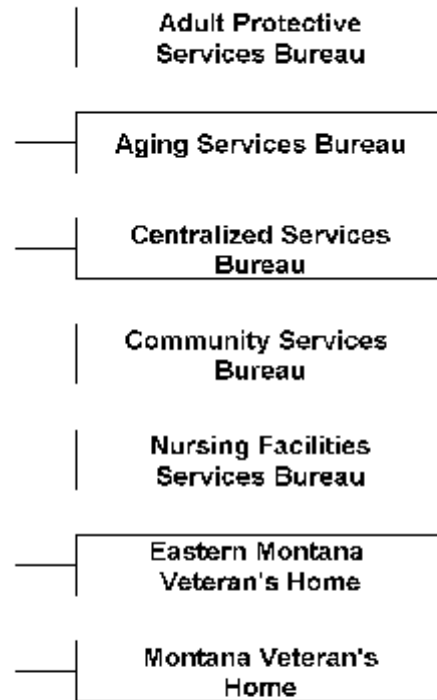 Adult Protective
Services Bureau
Aging Services Bureau
Centralized Services
Bureau
Community Services
Bureau
Nursing Facilities
Services Bureau
Eastern Montana
Veteran's Home
Montana Veteran's
Home